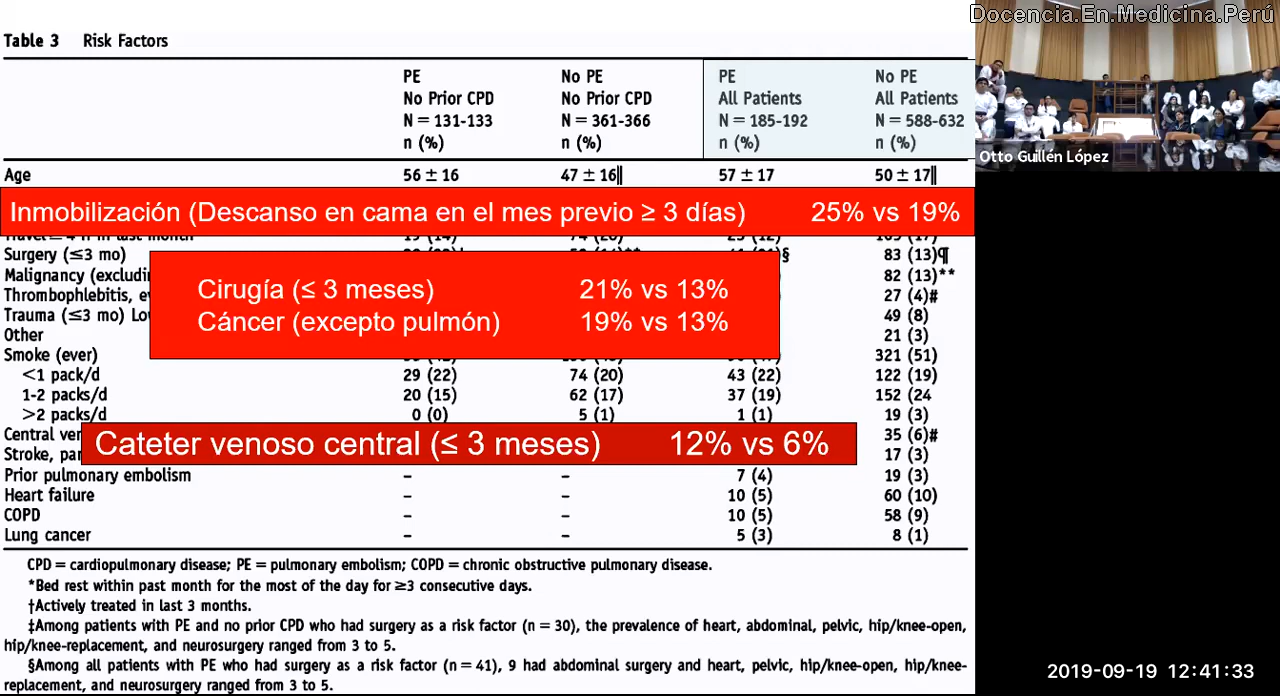 Docencia.En.Medicina.Perú
Table 3 Risk Factors
PE No PE PE No PE
No Prior CPD No Prior CPD All Patients All Patients
N = 131-133 N = 361-366 N = 185-192 N = 588-632
n (%) n (%) n (%) n (%)
Otto Guillén López
Age 56 ± 16 47 ± 16‖ 57 ± 17 50 ± 17‖
Inmobilización (Descanso en cama en el mes previo ≥ 3 días) 25% vs 19%
Surgery (≤3 mo) § 83 (13)¶
Malignancy 82 (13)**
Thrombophlebitis, 27 (4)#
Trauma (≤3 mo) 49 (8)
Other 21 (3)
Cirugía (≤ 3 meses) 21% vs 13%
Cáncer (excepto pulmón) 19% vs 13%
Smoke (ever) 321 (51)
<1 pack/d 29 (22) 74 (20) 43 (22) 122 (19)
1-2 packs/d 20 (15) 62 (17) 37 (19) 152 (24
>2 packs/d 0 (0) 5 (1) 1 (1) 19 (3)
Central 35 (6)#
Cateter venoso central (≤ 3 meses) 12% vs 6%
Stroke, 17 (3)
Prior pulmonary embolism – – 7 (4) 19 (3)
Heart failure – – 10 (5) 60 (10)
COPD – – 10 (5) 58 (9)
Lung cancer – – 5 (3) 8 (1)
CPD = cardiopulmonary disease; PE = pulmonary embolism; COPD = chronic obstructive pulmonary disease.
*Bed rest within past month for the most of the day for ≥3 consecutive days.
†Actively treated in last 3 months.
‡Among patients with PE and no prior CPD who had surgery as a risk factor (n = 30), the prevalence of heart, abdominal, pelvic, hip/knee-open,
hip/knee-replacement, and neurosurgery ranged from 3 to 5.
§Among all patients with PE who had surgery as a risk factor (n = 41), 9 had abdominal surgery and heart, pelvic, hip/knee-open, hip/knee-
replacement, and neurosurgery ranged from 3 to 5.
2019-09-19 12:41:33